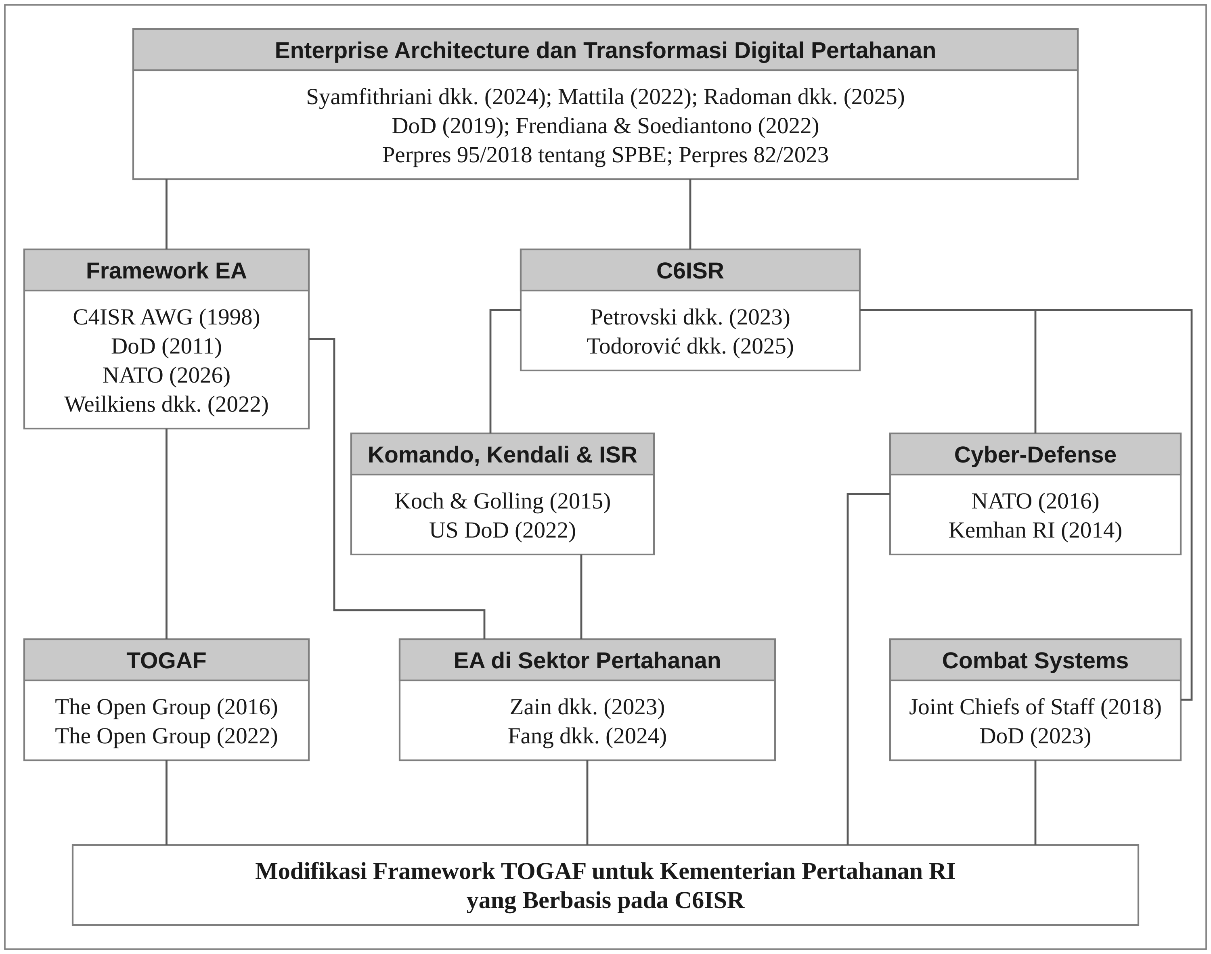 Enterprise Architecture dan Transformasi Digital Pertahanan
Syamfithriani dkk. (2024); Mattila (2022); Radoman dkk. (2025)
DoD (2019); Frendiana & Soediantono (2022)
Perpres 95/2018 tentang SPBE; Perpres 82/2023
Framework EA
C4ISR AWG (1998)
DoD (2011)
NATO (2026)
Weilkiens dkk. (2022)
C6ISR
Petrovski dkk. (2023)
Todorović dkk. (2025)
Komando, Kendali & ISR
Koch & Golling (2015)
US DoD (2022)
Cyber-Defense
NATO (2016)
Kemhan RI (2014)
TOGAF
The Open Group (2016)
The Open Group (2022)
EA di Sektor Pertahanan
Zain dkk. (2023)
Fang dkk. (2024)
Combat Systems
Joint Chiefs of Staff (2018)
DoD (2023)
Modifikasi Framework TOGAF untuk Kementerian Pertahanan RI
yang Berbasis pada C6ISR